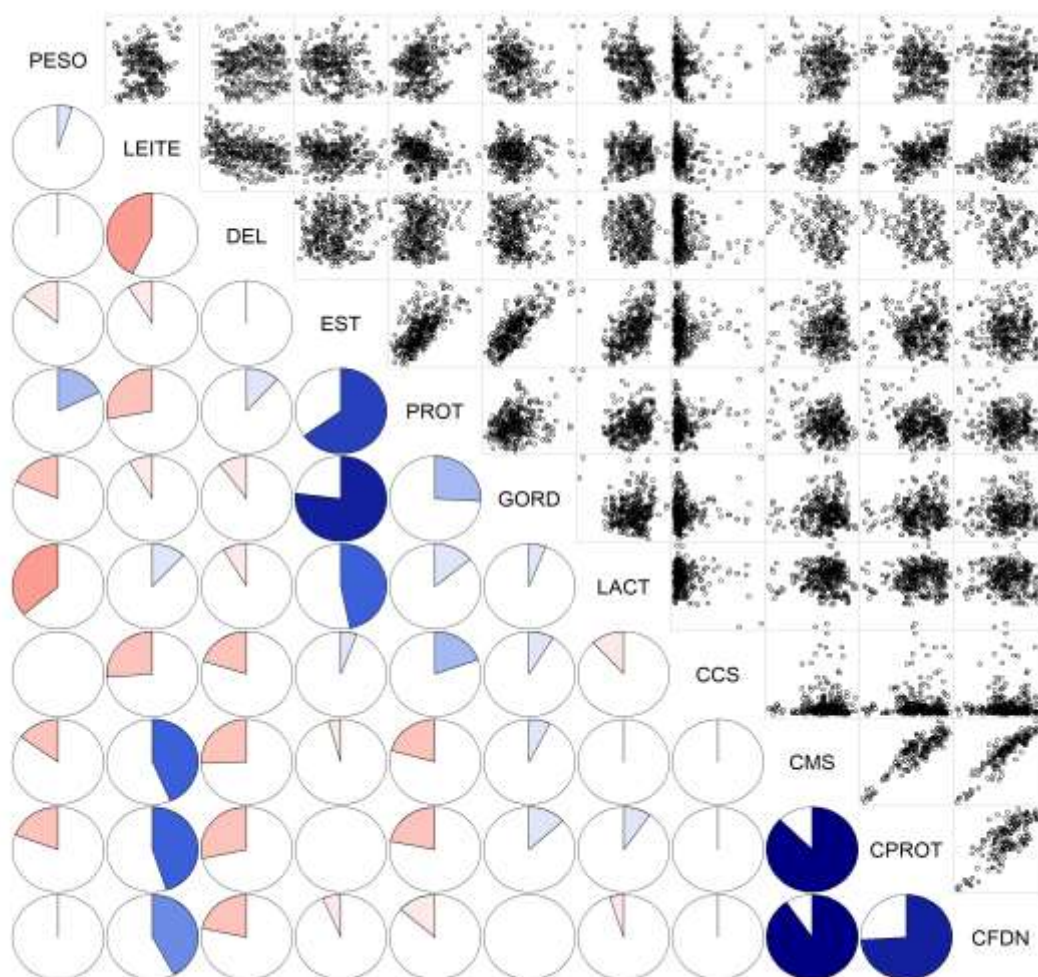 PESO
LEITE
DEL
EST
PROT
GORD
LACT
CCS
CMS
CPROT
CFDN